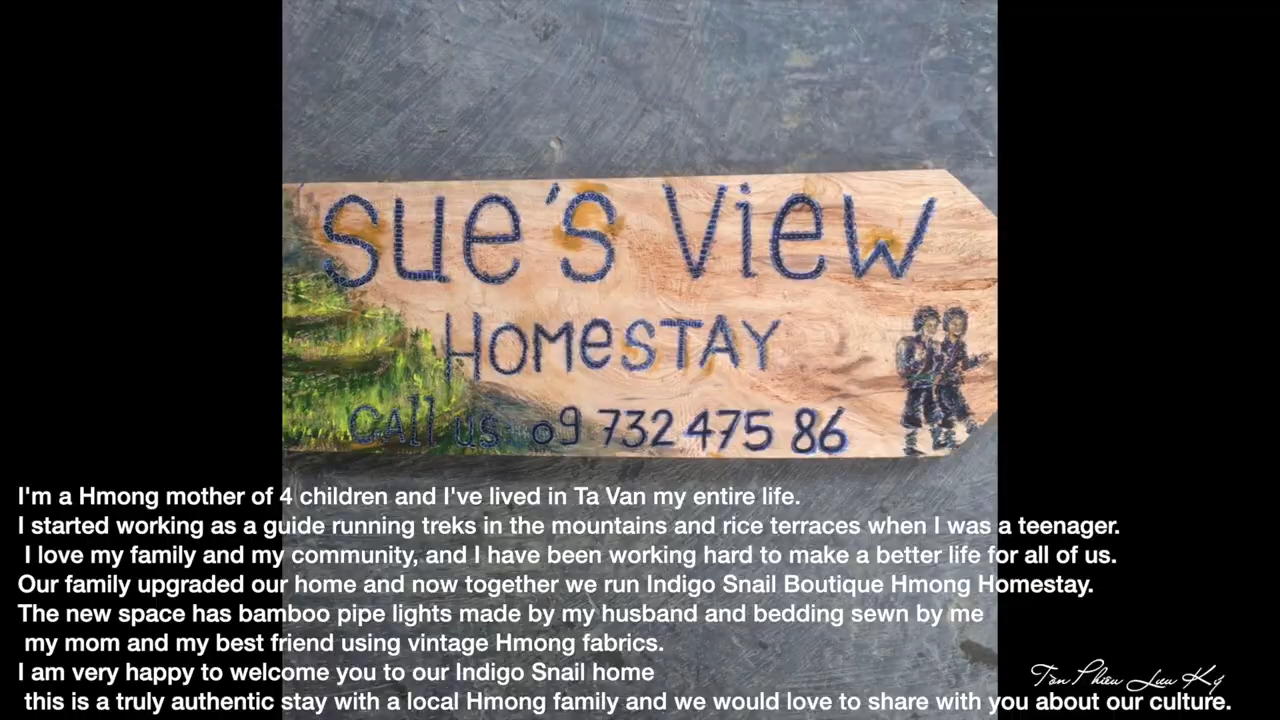 sue's View
HOMeSTAY
CAll us 09 732 475 86
I'm a Hmong mother of 4 children and I've lived in Ta Van my entire life.
I started working as a guide running treks in the mountains and rice terraces when I was a teenager.
I love my family and my community, and I have been working hard to make a better life for all of us.
Our family upgraded our home and now together we run Indigo Snail Boutique Hmong Homestay.
The new space has bamboo pipe lights made by my husband and bedding sewn by me
my mom and my best friend using vintage Hmong fabrics.
I am very happy to welcome you to our Indigo Snail home
Tôn Phiêu Lưu Ký
this is a truly authentic stay with a local Hmong family and we would love to share with you about our culture.